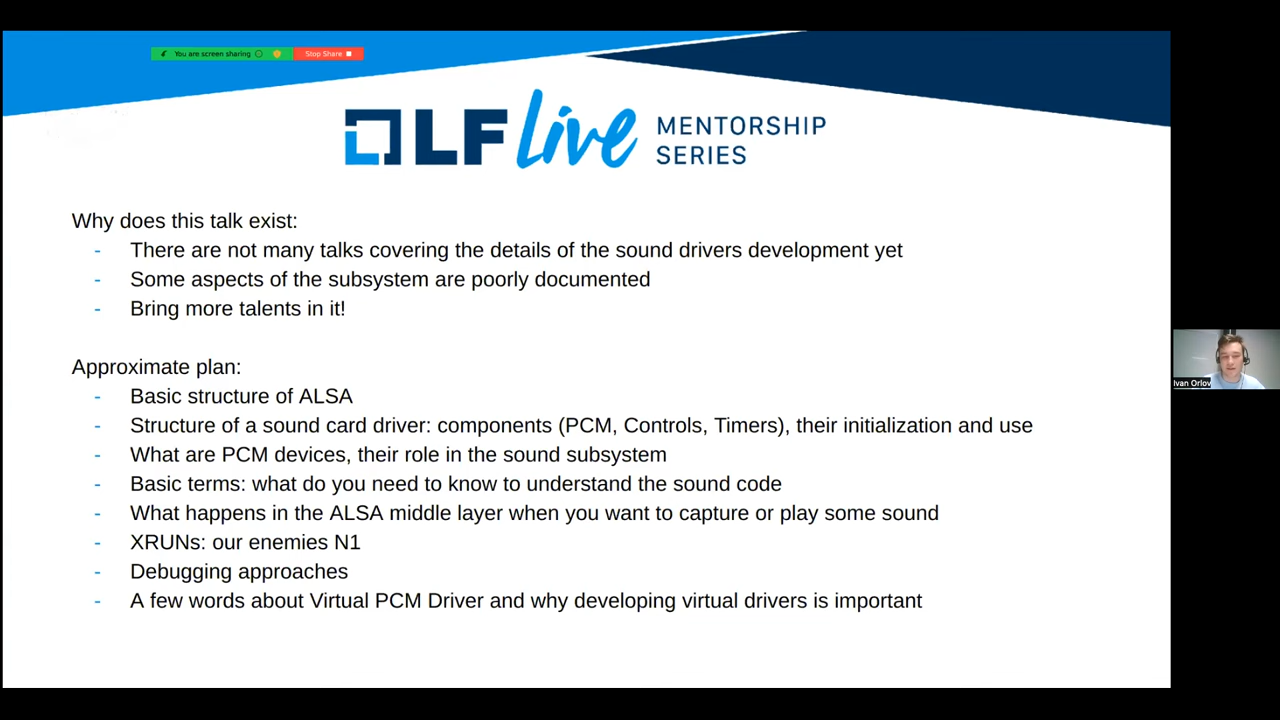 You are screen sharing
Stop Share
LF Live MENTORSHIP
SERIES
Why does this talk exist:
- There are not many talks covering the details of the sound drivers development yet
- Some aspects of the subsystem are poorly documented
- Bring more talents in it!
Approximate plan:
- Basic structure of ALSA
- Structure of a sound card driver: components (PCM, Controls, Timers), their initialization and use
- What are PCM devices, their role in the sound subsystem
- Basic terms: what do you need to know to understand the sound code
- What happens in the ALSA middle layer when you want to capture or play some sound
- XRUNs: our enemies N1
- Debugging approaches
- A few words about Virtual PCM Driver and why developing virtual drivers is important
Ivan Orlov